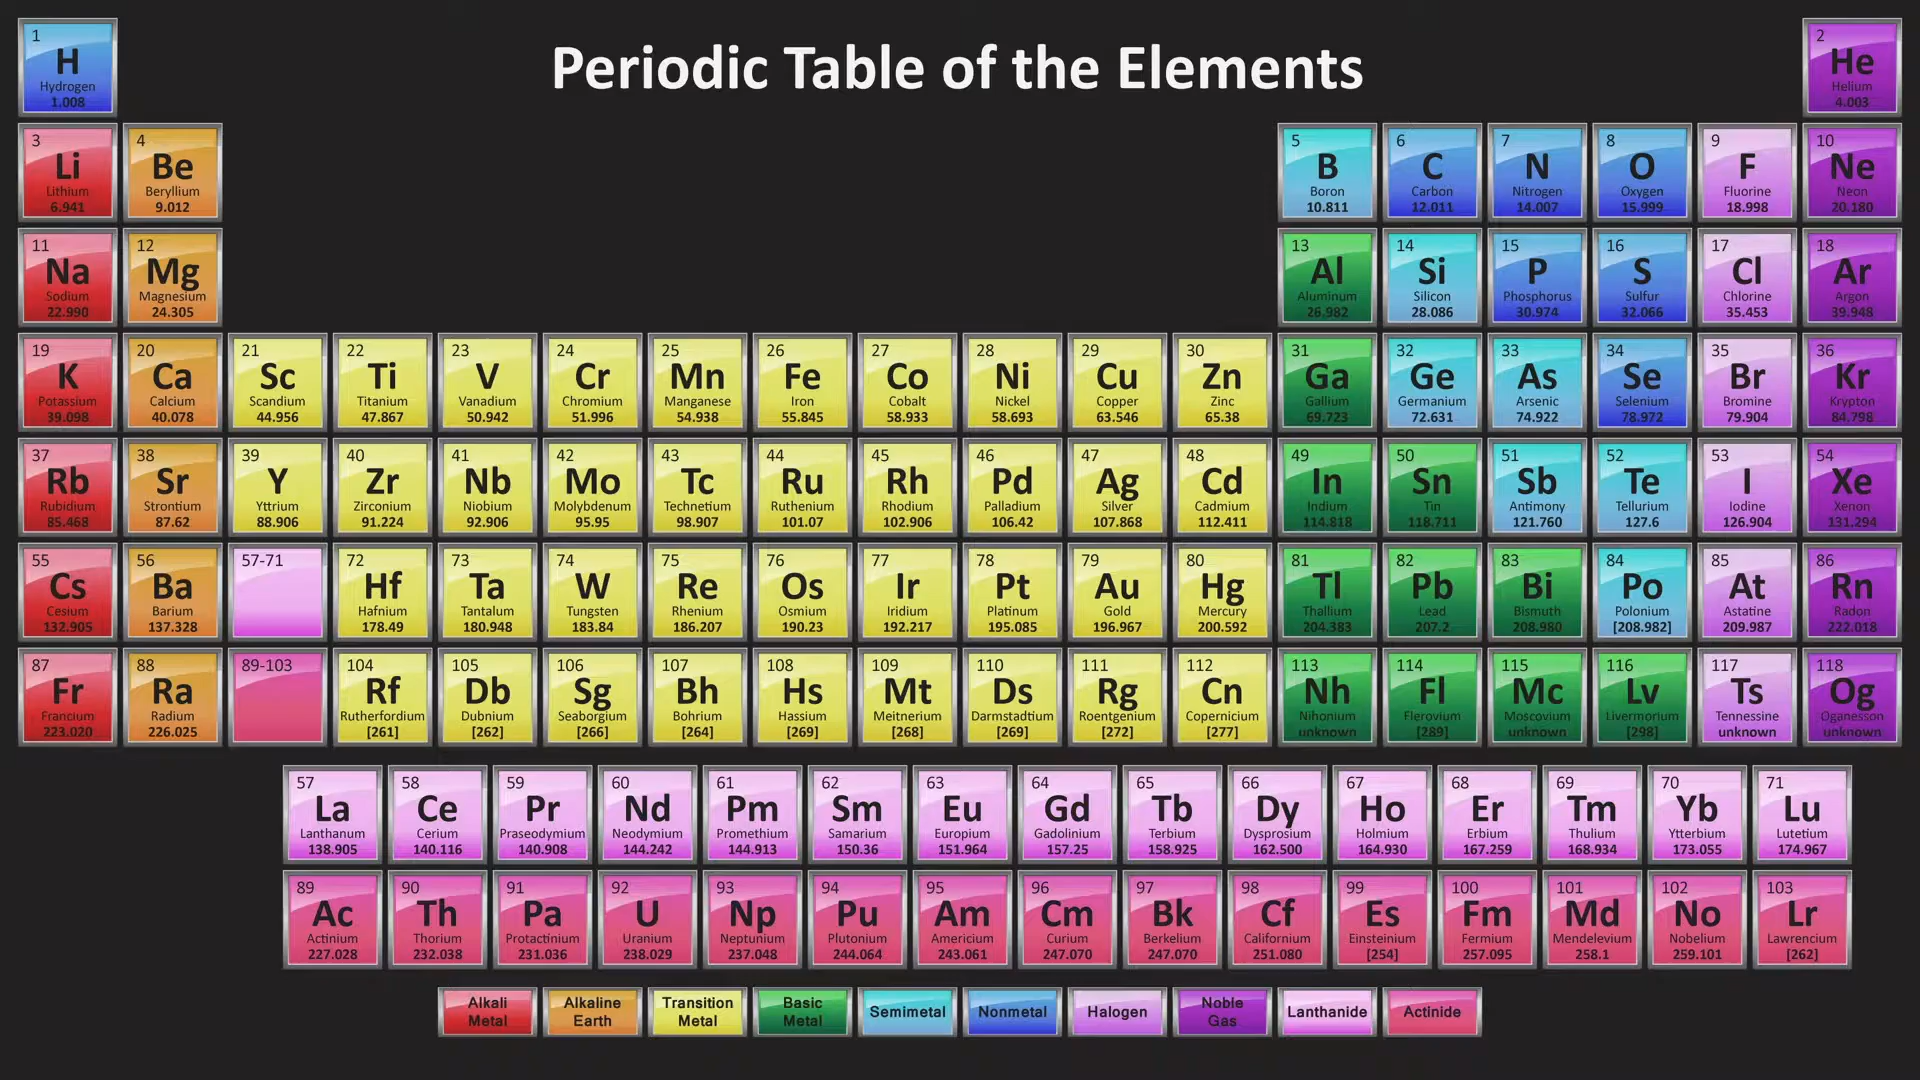 Periodic Table of the Elements
1 H Hydrogen 1.008
2 He Helium 4.003
3 Li Lithium 6.941
4 Be Beryllium 9.012
5 B Boron 10.811
6 C Carbon 12.011
7 N Nitrogen 14.007
8 O Oxygen 15.999
9 F Fluorine 18.998
10 Ne Neon 20.180
11 Na Sodium 22.990
12 Mg Magnesium 24.305
13 Al Aluminum 26.982
14 Si Silicon 28.086
15 P Phosphorus 30.974
16 S Sulfur 32.066
17 Cl Chlorine 35.453
18 Ar Argon 39.948
19 K Potassium 39.098
20 Ca Calcium 40.078
21 Sc Scandium 44.956
22 Ti Titanium 47.867
23 V Vanadium 50.942
24 Cr Chromium 51.996
25 Mn Manganese 54.938
26 Fe Iron 55.845
27 Co Cobalt 58.933
28 Ni Nickel 58.693
29 Cu Copper 63.546
30 Zn Zinc 65.38
31 Ga Gallium 69.723
32 Ge Germanium 72.631
33 As Arsenic 74.922
34 Se Selenium 78.972
35 Br Bromine 79.904
36 Kr Krypton 84.798
37 Rb Rubidium 85.468
38 Sr Strontium 87.62
39 Y Yttrium 88.906
40 Zr Zirconium 91.224
41 Nb Niobium 92.906
42 Mo Molybdenum 95.95
43 Tc Technetium 98.907
44 Ru Ruthenium 101.07
45 Rh Rhodium 102.906
46 Pd Palladium 106.42
47 Ag Silver 107.868
48 Cd Cadmium 112.411
49 In Indium 114.818
50 Sn Tin 118.711
51 Sb Antimony 121.760
52 Te Tellurium 127.6
53 I Iodine 126.904
54 Xe Xenon 131.294
55 Cs Cesium 132.905
56 Ba Barium 137.328
57-71
72 Hf Hafnium 178.49
73 Ta Tantalum 180.948
74 W Tungsten 183.84
75 Re Rhenium 186.207
76 Os Osmium 190.23
77 Ir Iridium 192.217
78 Pt Platinum 195.085
79 Au Gold 196.967
80 Hg Mercury 200.592
81 Tl Thallium 204.383
82 Pb Lead 207.2
83 Bi Bismuth 208.980
84 Po Polonium [208.982]
85 At Astatine 209.987
86 Rn Radon 222.018
87 Fr Francium 223.020
88 Ra Radium 226.025
89-103
104 Rf Rutherfordium [261]
105 Db Dubnium [262]
106 Sg Seaborgium [266]
107 Bh Bohrium [264]
108 Hs Hassium [269]
109 Mt Meitnerium [268]
110 Ds Darmstadtium [269]
111 Rg Roentgenium [272]
112 Cn Copernicium [277]
113 Nh Nihonium unknown
114 Fl Flerovium [289]
115 Mc Moscovium unknown
116 Lv Livermorium [298]
117 Ts Tennessine unknown
118 Og Oganesson unknown
57 La Lanthanum 138.905
58 Ce Cerium 140.116
59 Pr Praseodymium 140.908
60 Nd Neodymium 144.242
61 Pm Promethium 144.913
62 Sm Samarium 150.36
63 Eu Europium 151.964
64 Gd Gadolinium 157.25
65 Tb Terbium 158.925
66 Dy Dysprosium 162.500
67 Ho Holmium 164.930
68 Er Erbium 167.259
69 Tm Thulium 168.934
70 Yb Ytterbium 173.055
71 Lu Lutetium 174.967
89 Ac Actinium 227.028
90 Th Thorium 232.038
91 Pa Protactinium 231.036
92 U Uranium 238.029
93 Np Neptunium 237.048
94 Pu Plutonium 244.064
95 Am Americium 243.061
96 Cm Curium 247.070
97 Bk Berkelium 247.070
98 Cf Californium 251.080
99 Es Einsteinium [254]
100 Fm Fermium 257.095
101 Md Mendelevium 258.1
102 No Nobelium 259.101
103 Lr Lawrencium [262]
Alkali Metal
Alkaline Earth
Transition Metal
Basic Metal
Semimetal
Nonmetal
Halogen
Noble Gas
Lanthanide
Actinide